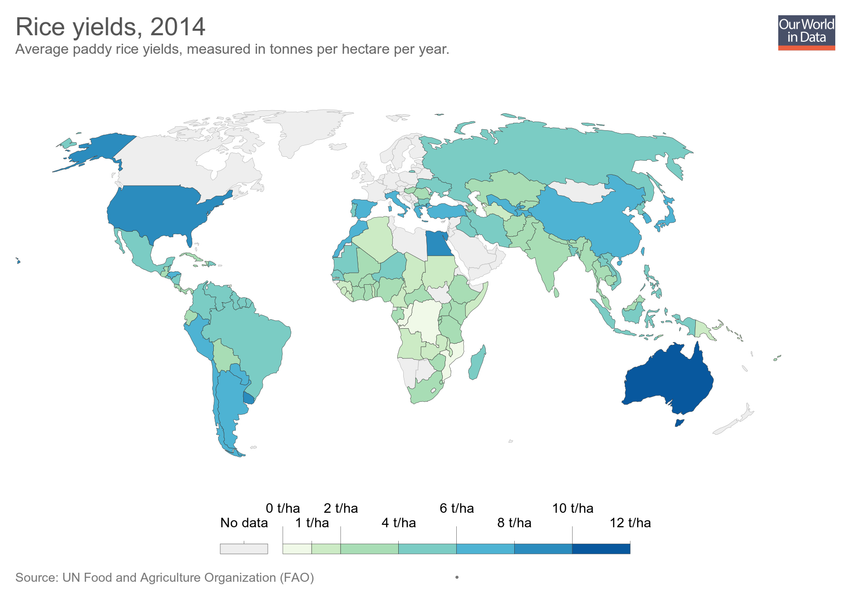 Rice yields, 2014
Average paddy rice yields, measured in tonnes per hectare per year.
Our World
in Data
0 t/ha 2 t/ha 6 t/ha 10 t/ha
No data 1 t/ha 4 t/ha 8 t/ha 12 t/ha
Source: UN Food and Agriculture Organization (FAO) •